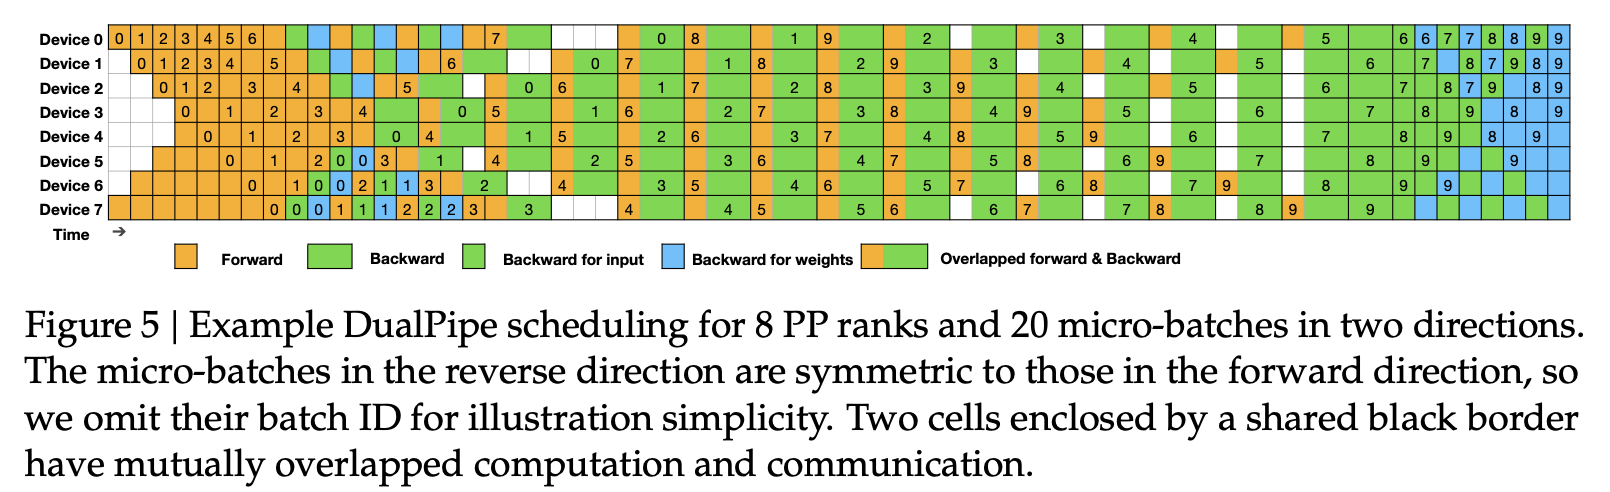 Device 0 0 1 2 3 4 5 6 7 0 8 1 9 2 3 4 5 6 6 7 7 8 8 9 9
Device 1 0 1 2 3 4 5 6 0 7 1 8 2 9 3 4 5 6 7 8 7 9 8 9
Device 2 0 1 2 3 4 5 0 6 1 7 2 8 3 9 4 5 6 7 8 7 9 8 9
Device 3 0 1 2 3 4 0 5 1 6 2 7 3 8 4 9 5 6 7 8 9 8 9
Device 4 0 1 2 3 0 4 1 5 2 6 3 7 4 8 5 9 6 7 8 9 8 9
Device 5 0 1 2 0 0 3 1 4 2 5 3 6 4 7 5 8 6 9 7 8 9 9
Device 6 0 1 0 0 2 1 1 3 2 4 3 5 4 6 5 7 6 8 7 9 8 9 9
Device 7 0 0 0 1 1 1 2 2 2 3 3 4 4 5 5 6 6 7 7 8 8 9 9
Time →
Forward Backward Backward for input Backward for weights Overlapped forward & Backward
Figure 5 | Example DualPipe scheduling for 8 PP ranks and 20 micro-batches in two directions.
The micro-batches in the reverse direction are symmetric to those in the forward direction, so
we omit their batch ID for illustration simplicity. Two cells enclosed by a shared black border
have mutually overlapped computation and communication.